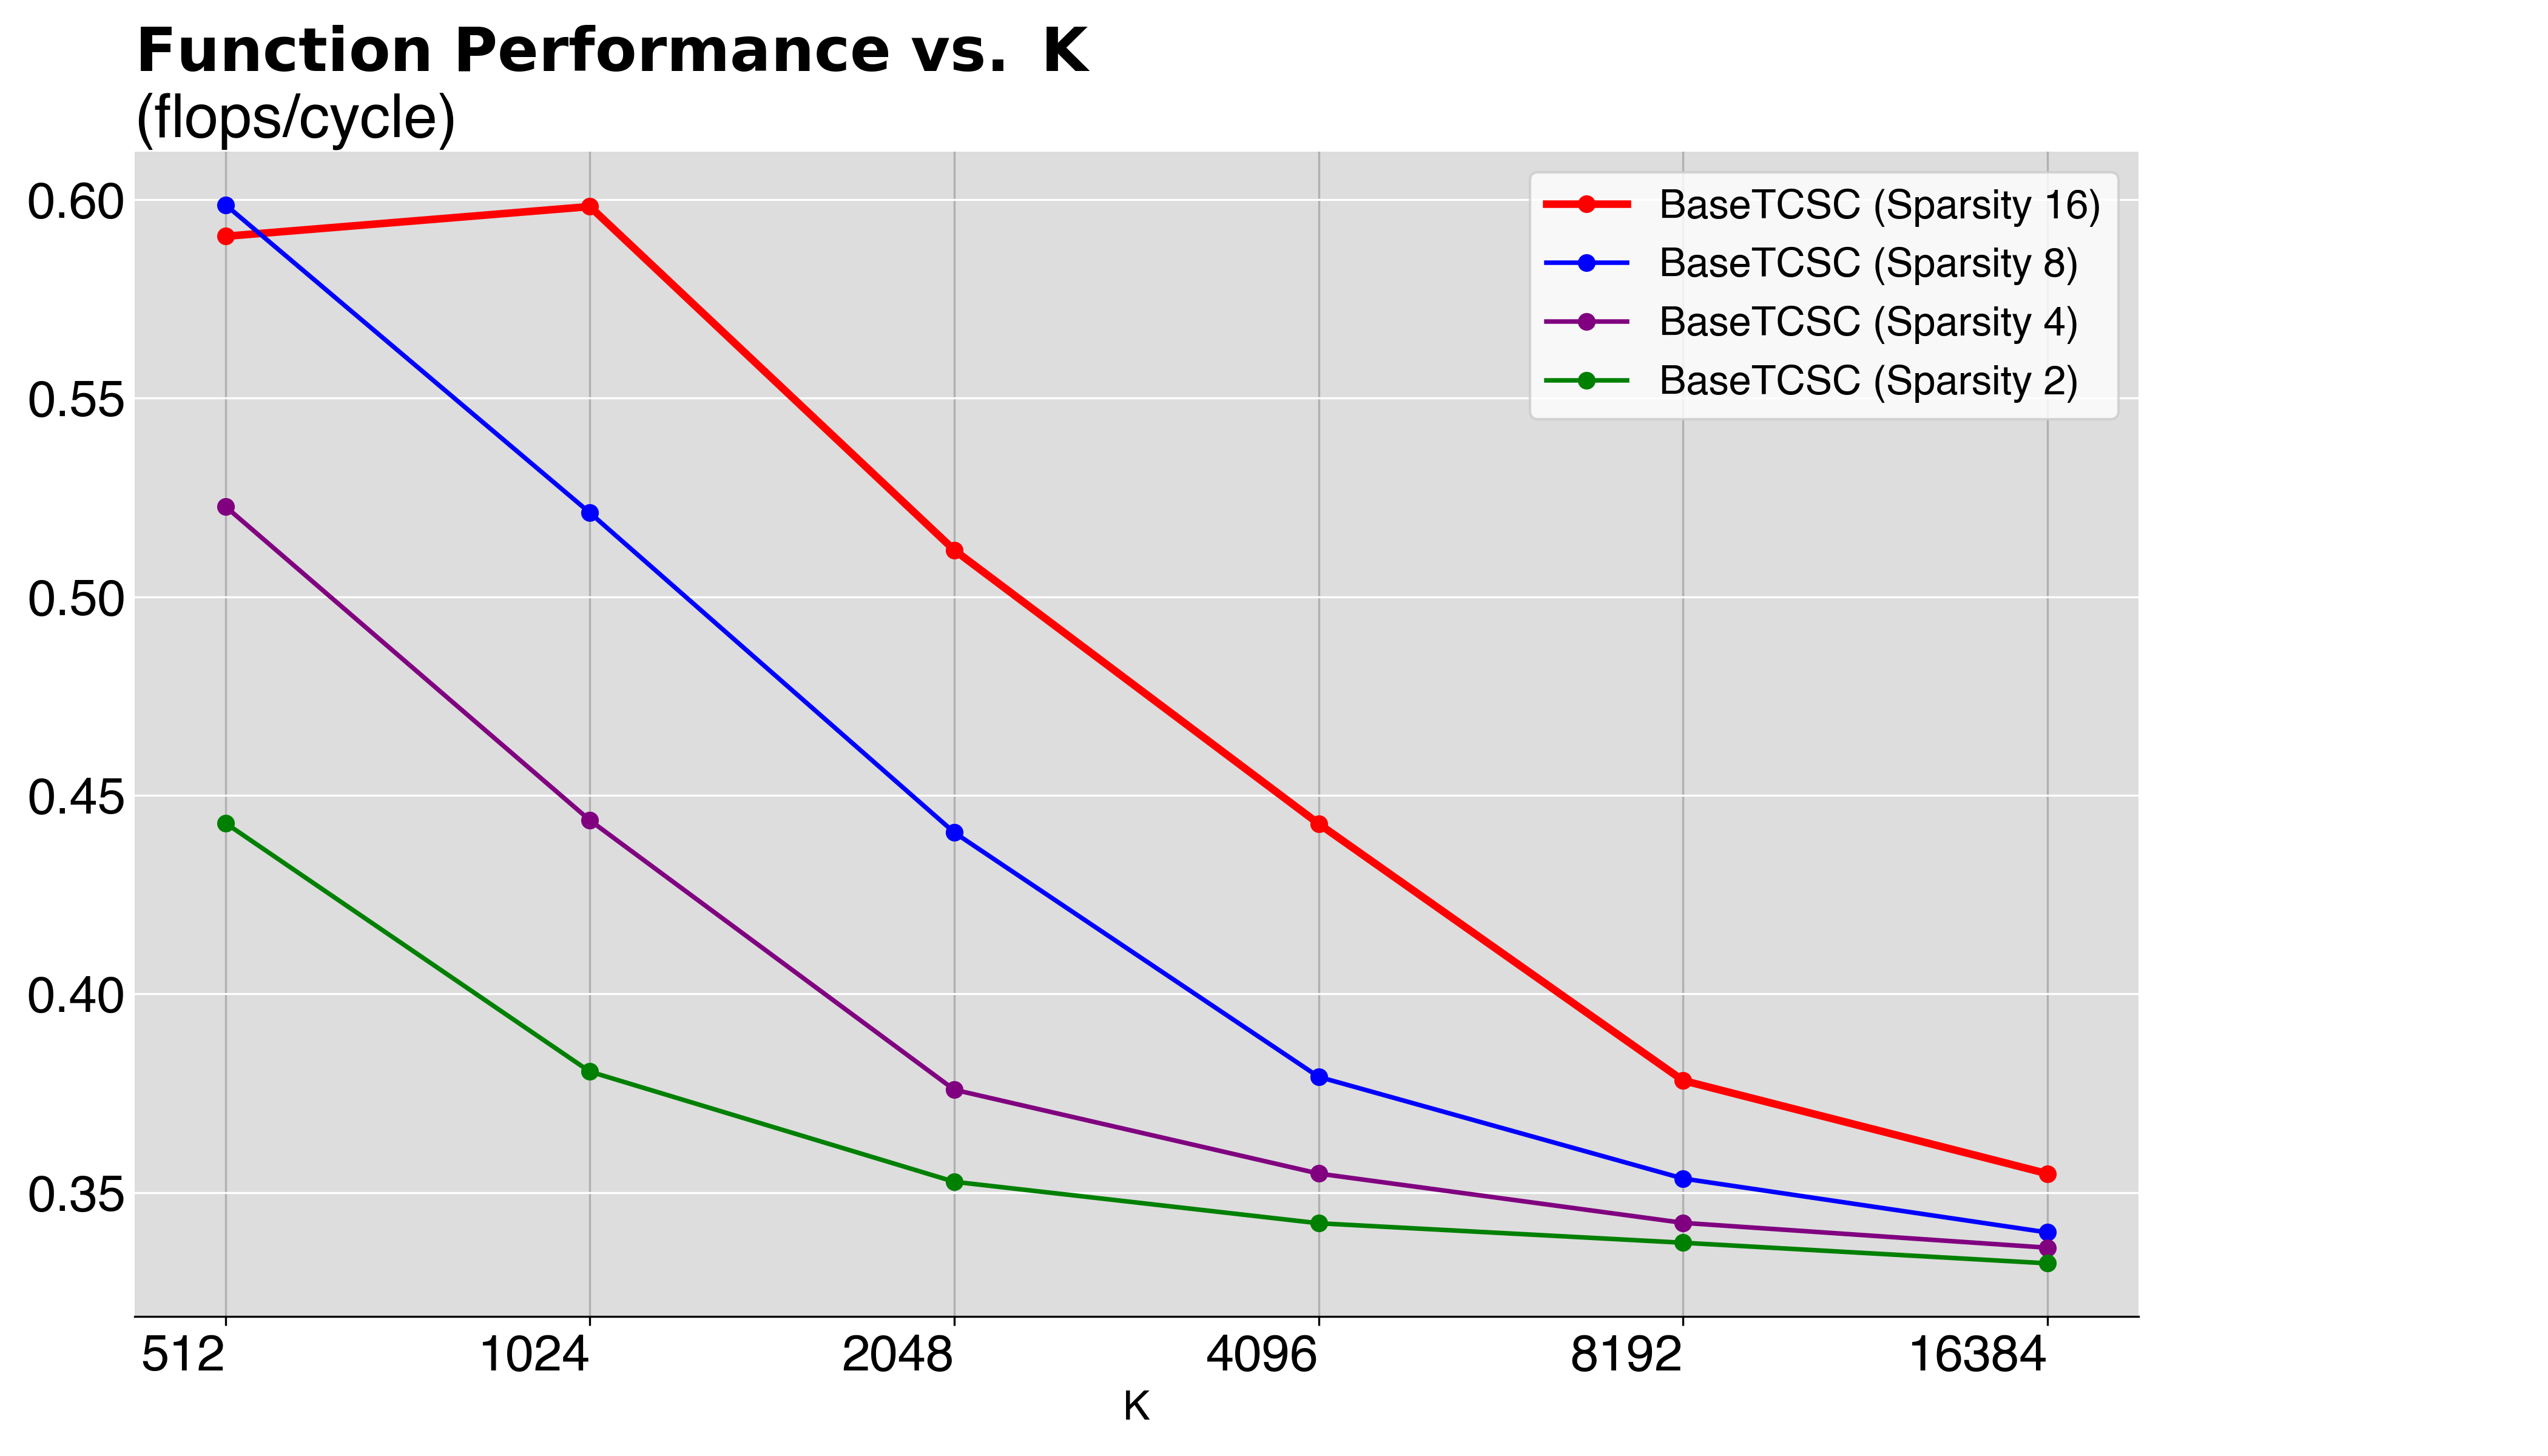 Function Performance vs. K
(flops/cycle)
0.60
0.55
0.50
0.45
0.40
0.35
BaseTCSC (Sparsity 16)
BaseTCSC (Sparsity 8)
BaseTCSC (Sparsity 4)
BaseTCSC (Sparsity 2)
512 1024 2048 4096 8192 16384
K